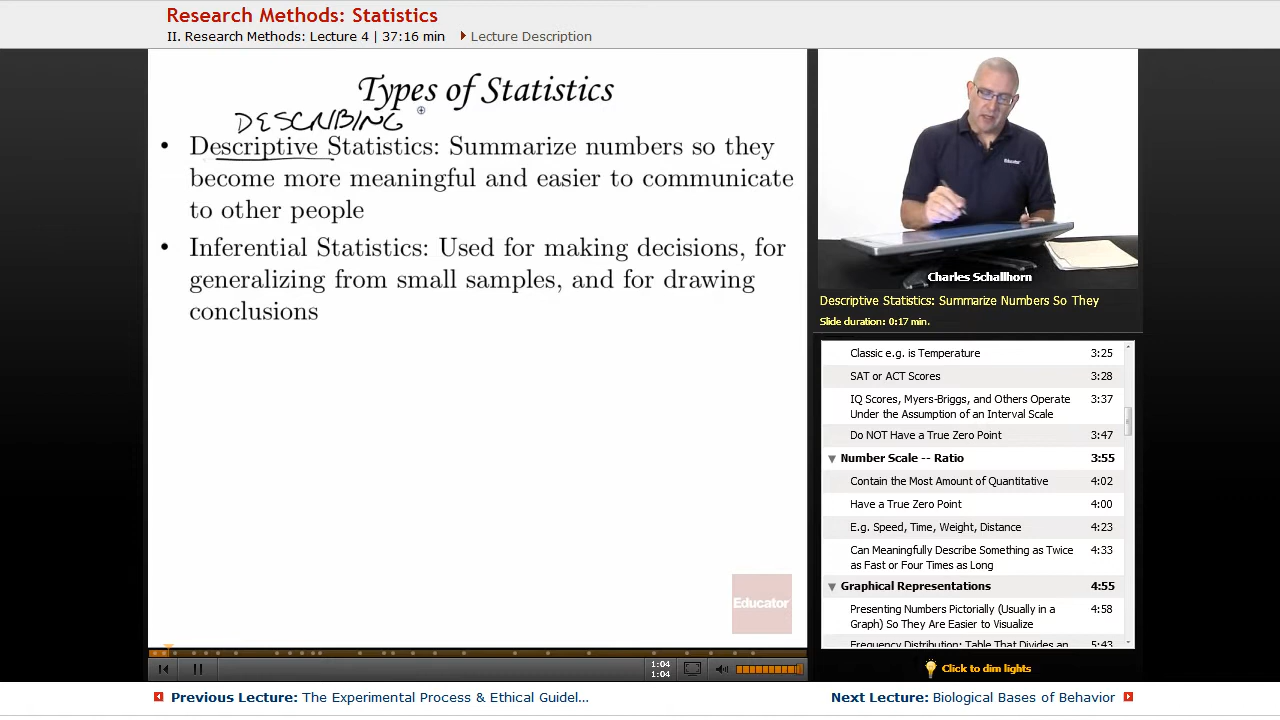 Research Methods: Statistics
II. Research Methods: Lecture 4 | 37:16 min
Lecture Description
Types of Statistics
DESCRIBING
• Descriptive Statistics: Summarize numbers so they
become more meaningful and easier to communicate
to other people
• Inferential Statistics: Used for making decisions, for
generalizing from small samples, and for drawing
conclusions
Educator
Charles Schallhorn
Descriptive Statistics: Summarize Numbers So They
Slide duration: 0:17 min.
Classic e.g. is Temperature 3:25
SAT or ACT Scores 3:28
IQ Scores, Myers-Briggs, and Others Operate 3:37
Under the Assumption of an Interval Scale
Do NOT Have a True Zero Point 3:47
Number Scale -- Ratio 3:55
Contain the Most Amount of Quantitative 4:02
Have a True Zero Point 4:00
E.g. Speed, Time, Weight, Distance 4:23
Can Meaningfully Describe Something as Twice 4:33
as Fast or Four Times as Long
Graphical Representations 4:55
Presenting Numbers Pictorially (Usually in a 4:58
Graph) So They Are Easier to Visualize
Frequency Distribution: Table That Divides an 5:43
1:04
1:04
Click to dim lights
Previous Lecture: The Experimental Process & Ethical Guidel...
Next Lecture: Biological Bases of Behavior